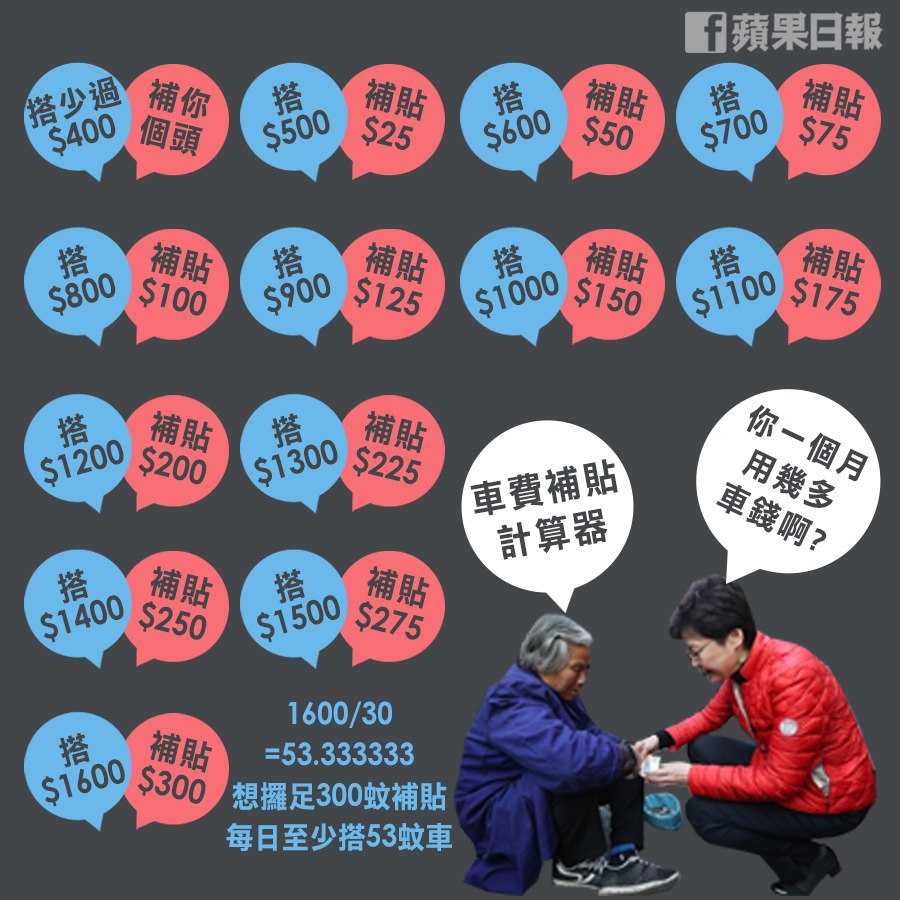 f 蘋果日報
搭少過
$400
補你
個頭
搭
$500
補貼
$25
搭
$600
補貼
$50
搭
$700
補貼
$75
搭
$800
補貼
$100
搭
$900
補貼
$125
搭
$1000
補貼
$150
搭
$1100
補貼
$175
搭
$1200
補貼
$200
搭
$1300
補貼
$225
車費補貼
計算器
你一個月
用幾多
車錢啊?
搭
$1400
補貼
$250
搭
$1500
補貼
$275
搭
$1600
補貼
$300
1600/30
=53.333333
想攞足300蚊補貼
每日至少搭53蚊車